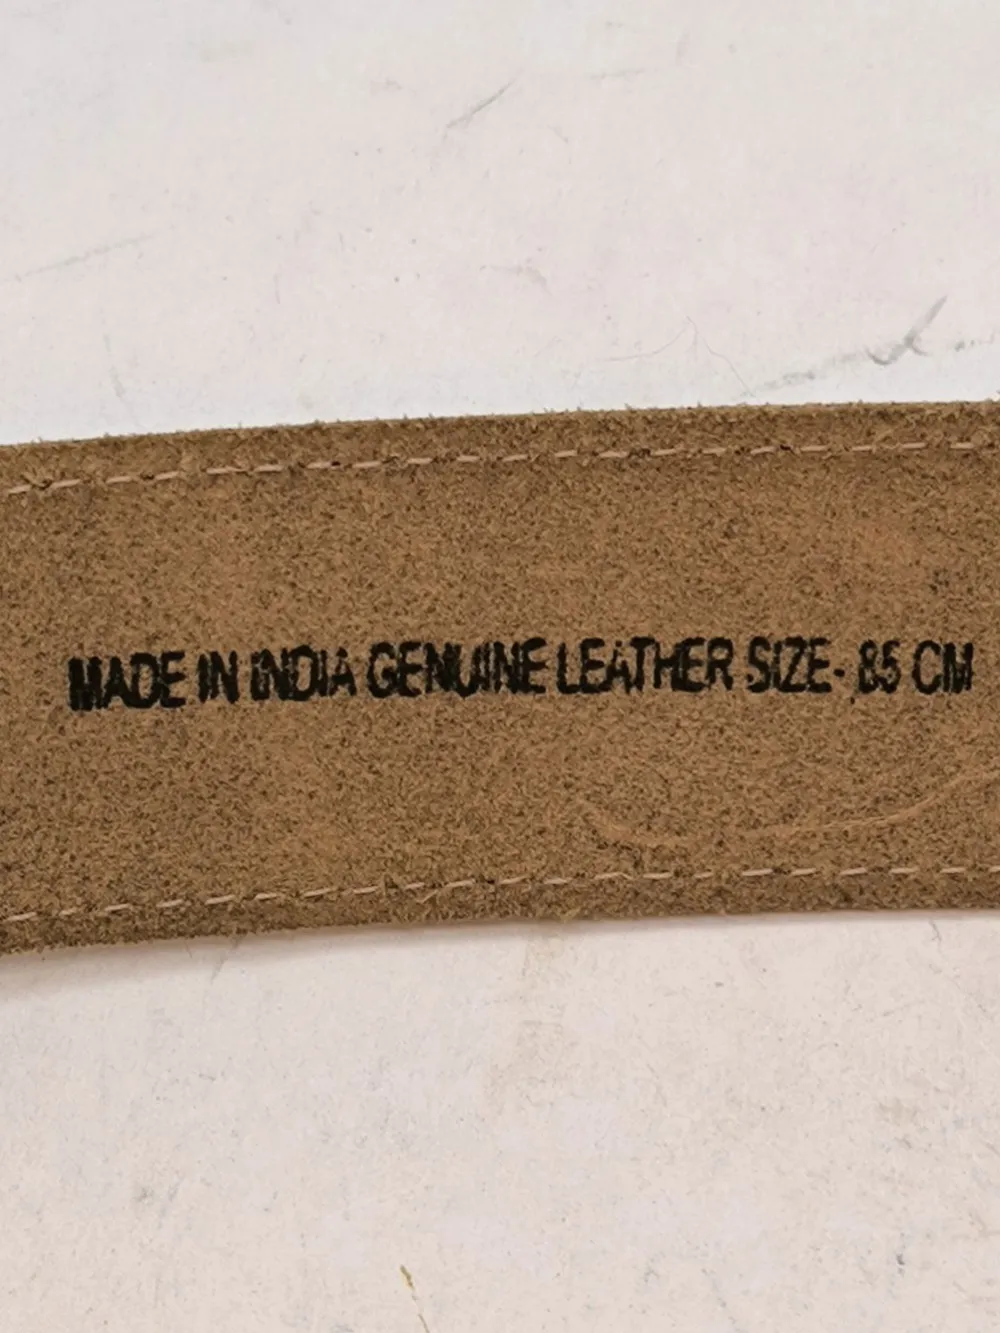 MADE IN INDIA GENUINE LEATHER SIZE- 85 CM